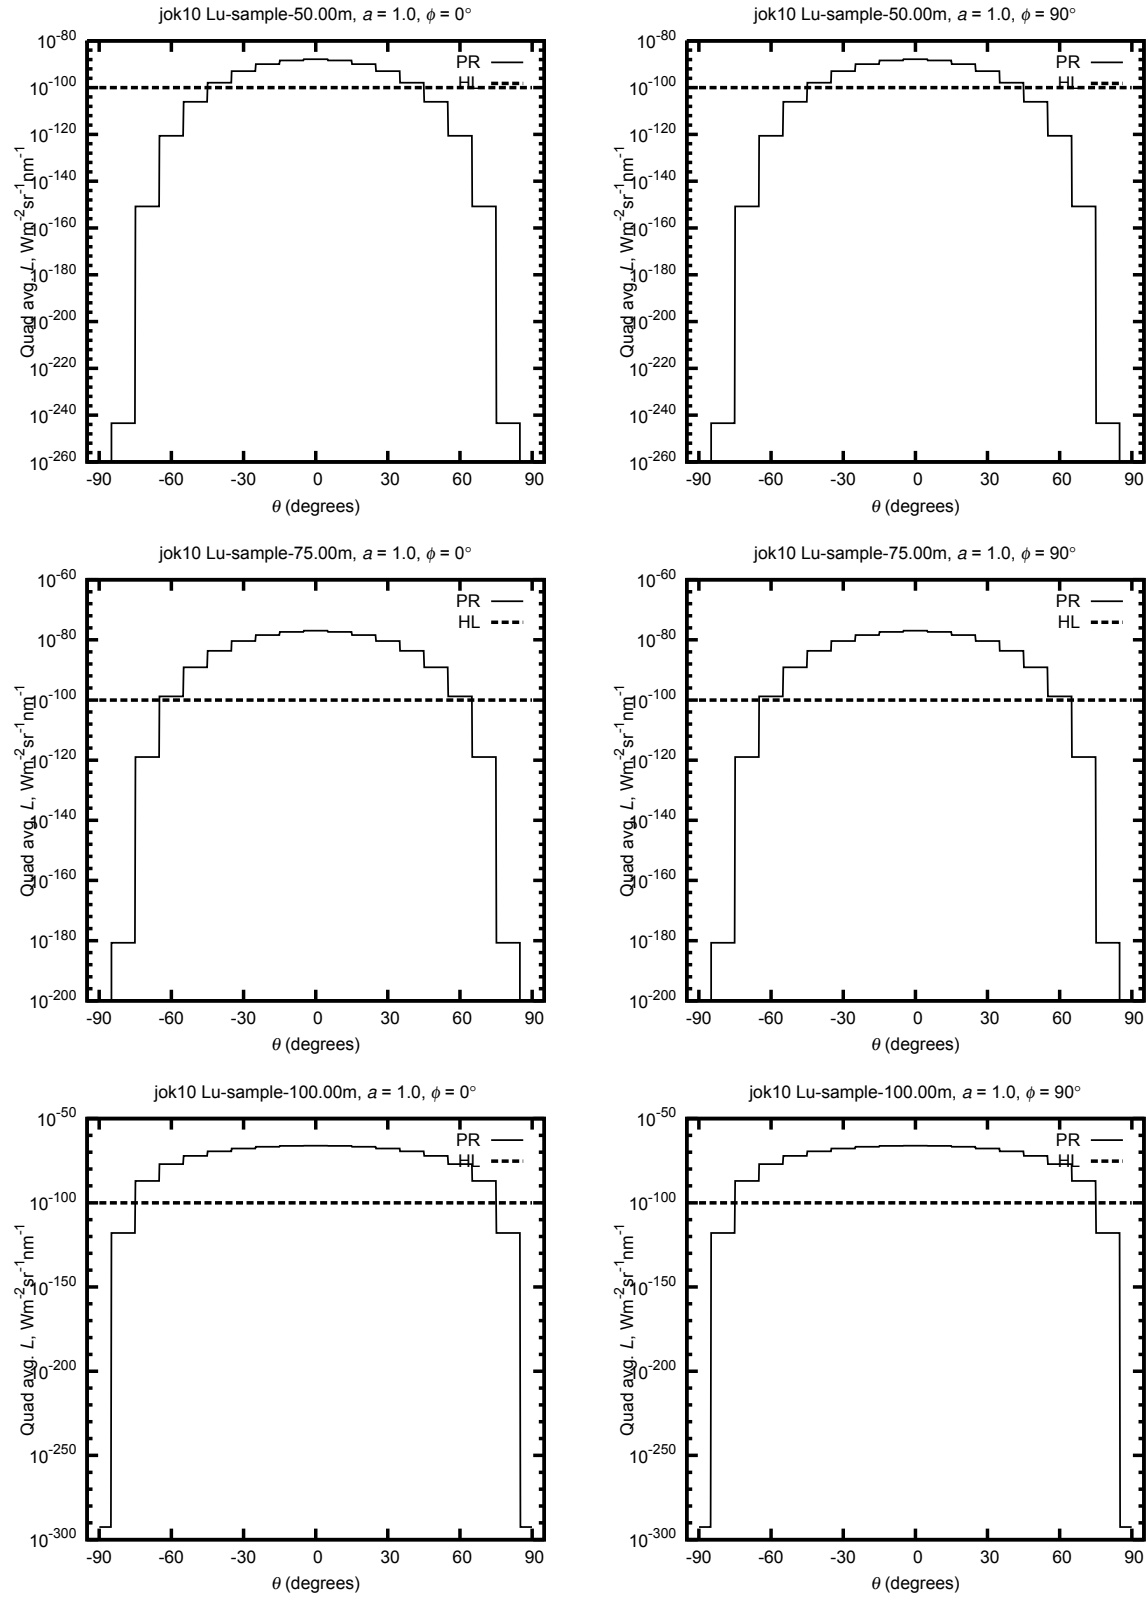 jok10 Lu-sample-50.00m, a = 1.0, ϕ = 0°
10^-80
10^-100
10^-120
10^-140
10^-160
10^-180
10^-200
10^-220
10^-240
10^-260
-90 -60 -30 0 30 60 90
Quad avg. L, Wm^-2sr^-1nm^-1
θ (degrees)
PR
HL
jok10 Lu-sample-50.00m, a = 1.0, ϕ = 90°
10^-80
10^-100
10^-120
10^-140
10^-160
10^-180
10^-200
10^-220
10^-240
10^-260
-90 -60 -30 0 30 60 90
Quad avg. L, Wm^-2sr^-1nm^-1
θ (degrees)
PR
HL
jok10 Lu-sample-75.00m, a = 1.0, ϕ = 0°
10^-60
10^-80
10^-100
10^-120
10^-140
10^-160
10^-180
10^-200
-90 -60 -30 0 30 60 90
Quad avg. L, Wm^-2sr^-1nm^-1
θ (degrees)
PR
HL
jok10 Lu-sample-75.00m, a = 1.0, ϕ = 90°
10^-60
10^-80
10^-100
10^-120
10^-140
10^-160
10^-180
10^-200
-90 -60 -30 0 30 60 90
Quad avg. L, Wm^-2sr^-1nm^-1
θ (degrees)
PR
HL
jok10 Lu-sample-100.00m, a = 1.0, ϕ = 0°
10^-50
10^-100
10^-150
10^-200
10^-250
10^-300
-90 -60 -30 0 30 60 90
Quad avg. L, Wm^-2sr^-1nm^-1
θ (degrees)
PR
HL
jok10 Lu-sample-100.00m, a = 1.0, ϕ = 90°
10^-50
10^-100
10^-150
10^-200
10^-250
10^-300
-90 -60 -30 0 30 60 90
Quad avg. L, Wm^-2sr^-1nm^-1
θ (degrees)
PR
HL